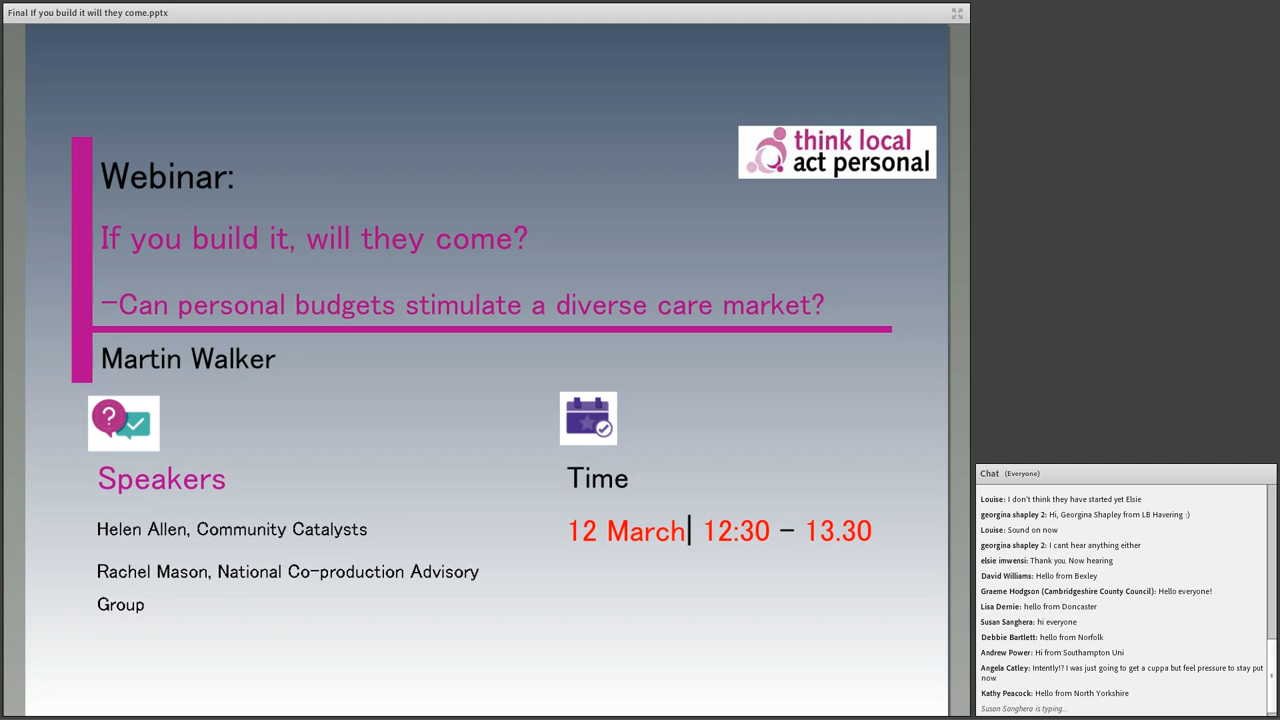 Final If you build it will they come.pptx
think local
act personal
Webinar:
If you build it, will they come?
-Can personal budgets stimulate a diverse care market?
Martin Walker
?
Speakers
Time
Helen Allen, Community Catalysts
12 March| 12:30 - 13.30
Rachel Mason, National Co-production Advisory
Group
Chat (Everyone)
Louise: I don't think they have started yet Elsie
georgina shapley 2: Hi, Georgina Shapley from LB Havering :)
Louise: Sound on now
georgina shapley 2: I cant hear anything either
elsie imwensi: Thank you. Now hearing
David Williams: Hello from Bexley
Graeme Hodgson (Cambridgeshire County Council): Hello everyone!
Lisa Dernie: hello from Doncaster
Susan Sanghera: hi everyone
Debbie Bartlett: hello from Norfolk
Andrew Power: Hi from Southampton Uni
Angela Catley: Intently!? I was just going to get a cuppa but feel pressure to stay put
now
Kathy Peacock: Hello from North Yorkshire
Susan Sanghera is typing...